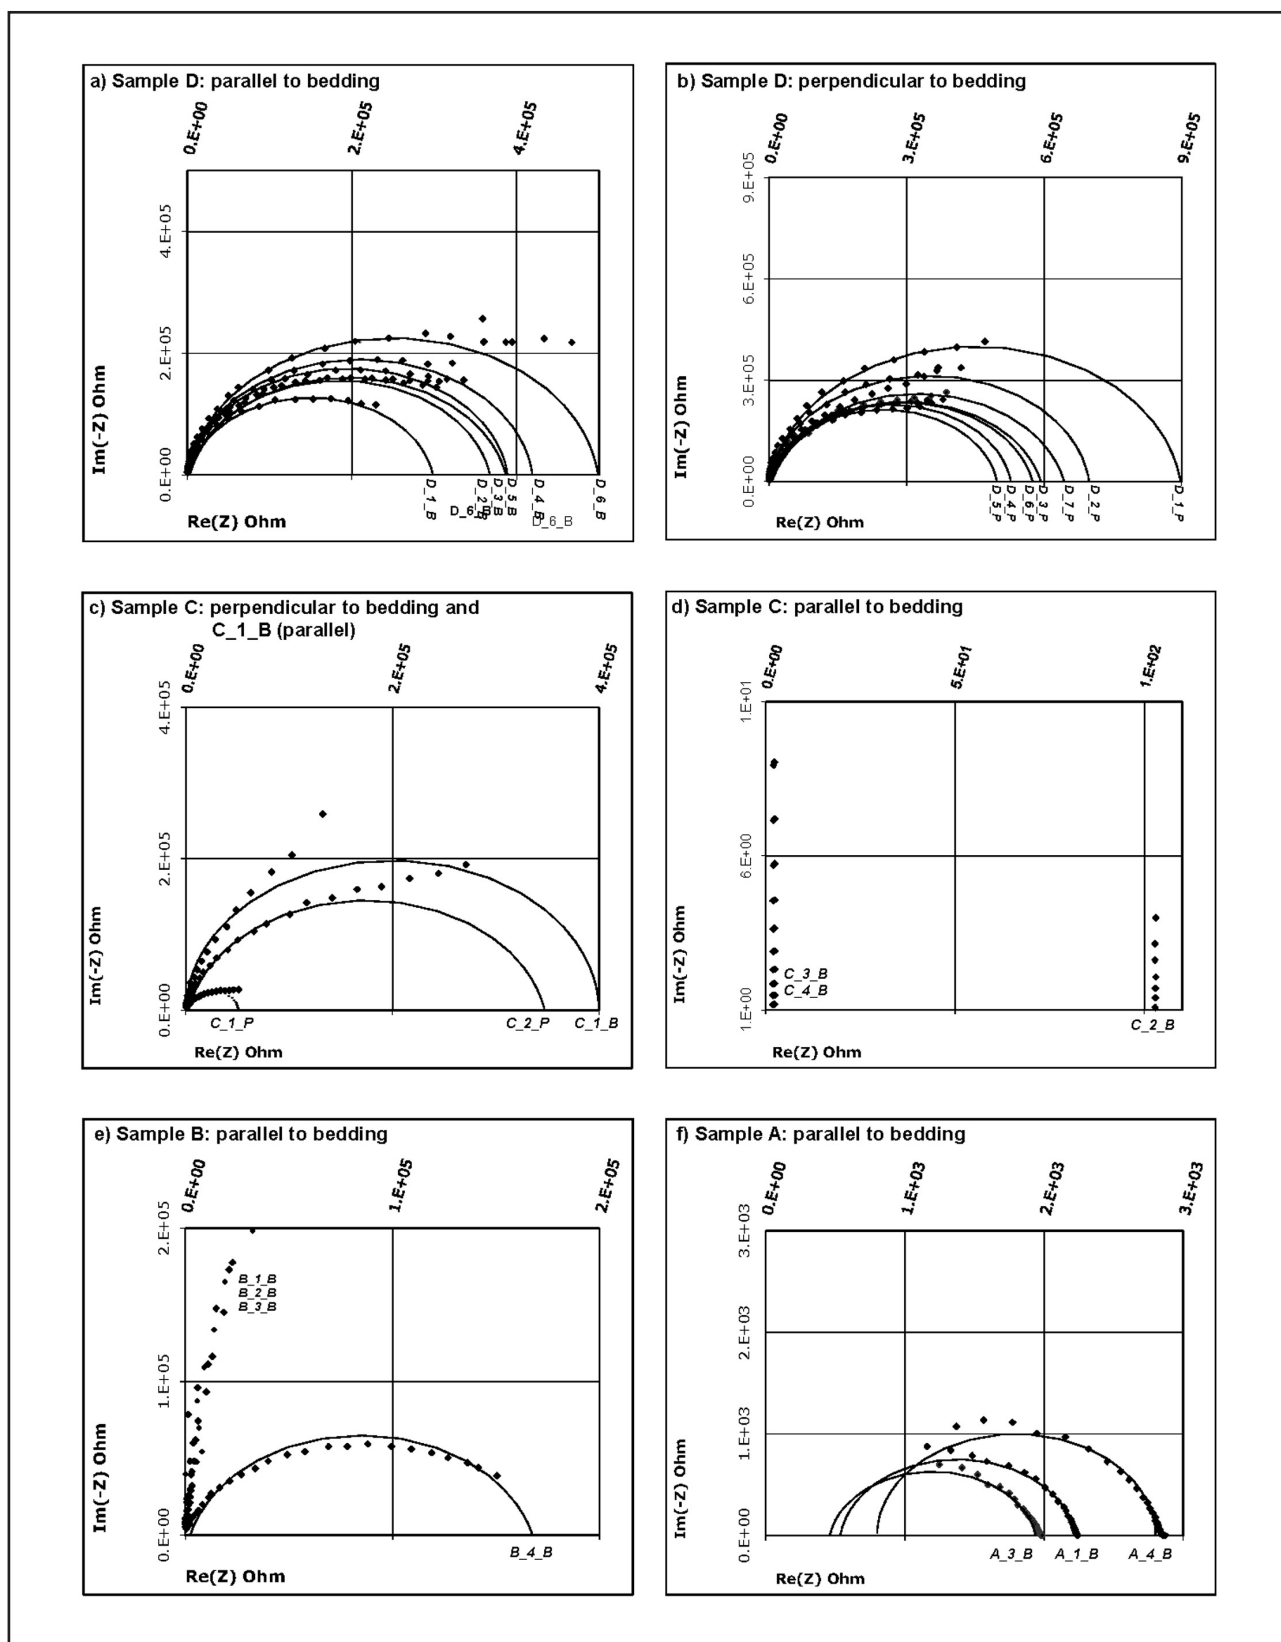 a) Sample D: parallel to bedding
0.E+00
2.E+05
4.E+05
4.E+05
2.E+05
0.E+00
Im(-Z) Ohm
D_1_B
D_2_B
D_3_B
D_5_B
D_4_B
D_6_B
D_6_B
D_6_B
Re(Z) Ohm
b) Sample D: perpendicular to bedding
0.E+00
3.E+05
6.E+05
9.E+05
9.E+05
6.E+05
3.E+05
0.E+00
Im(-Z) Ohm
D_5_P
D_4_P
D_6_P
D_3_P
D_7_P
D_2_P
D_1_P
Re(Z) Ohm
c) Sample C: perpendicular to bedding and
C_1_B (parallel)
0.E+00
2.E+05
4.E+05
4.E+05
2.E+05
0.E+00
Im(-Z) Ohm
C_1_P
C_2_P
C_1_B
Re(Z) Ohm
d) Sample C: parallel to bedding
0.E+00
5.E+01
1.E+02
1.E+01
6.E+00
1.E+00
Im(-Z) Ohm
C_3_B
C_4_B
C_2_B
Re(Z) Ohm
e) Sample B: parallel to bedding
0.E+00
1.E+05
2.E+05
2.E+05
1.E+05
0.E+00
Im(-Z) Ohm
B_1_B
B_2_B
B_3_B
B_4_B
Re(Z) Ohm
f) Sample A: parallel to bedding
0.E+00
1.E+03
2.E+03
3.E+03
3.E+03
2.E+03
1.E+03
0.E+00
Im(-Z) Ohm
A_3_B
A_1_B
A_4_B
Re(Z) Ohm